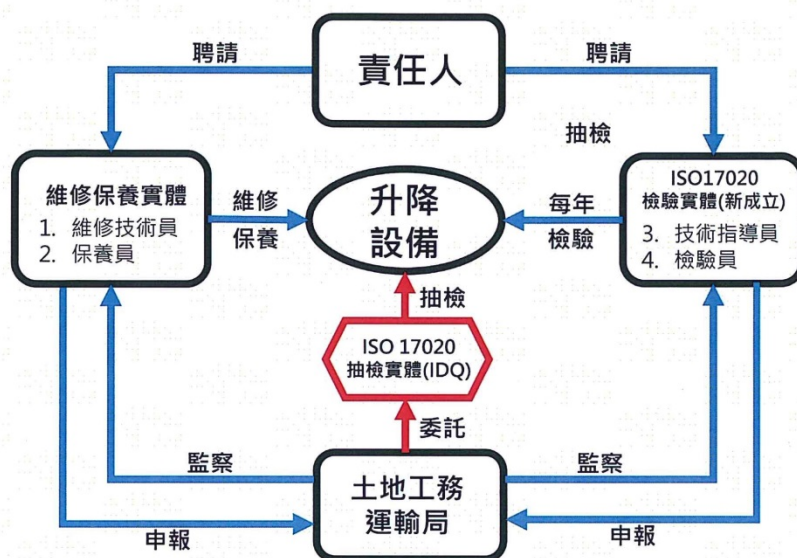 聘請
責任人
聘請
抽檢
維修保養實體
1. 維修技術員
2. 保養員
維修
保養
升降
設備
每年
檢驗
ISO17020
檢驗實體(新成立)
3. 技術指導員
4. 檢驗員
抽檢
ISO 17020
抽檢實體(IDQ)
委託
監察
土地工務
運輸局
監察
申報
申報